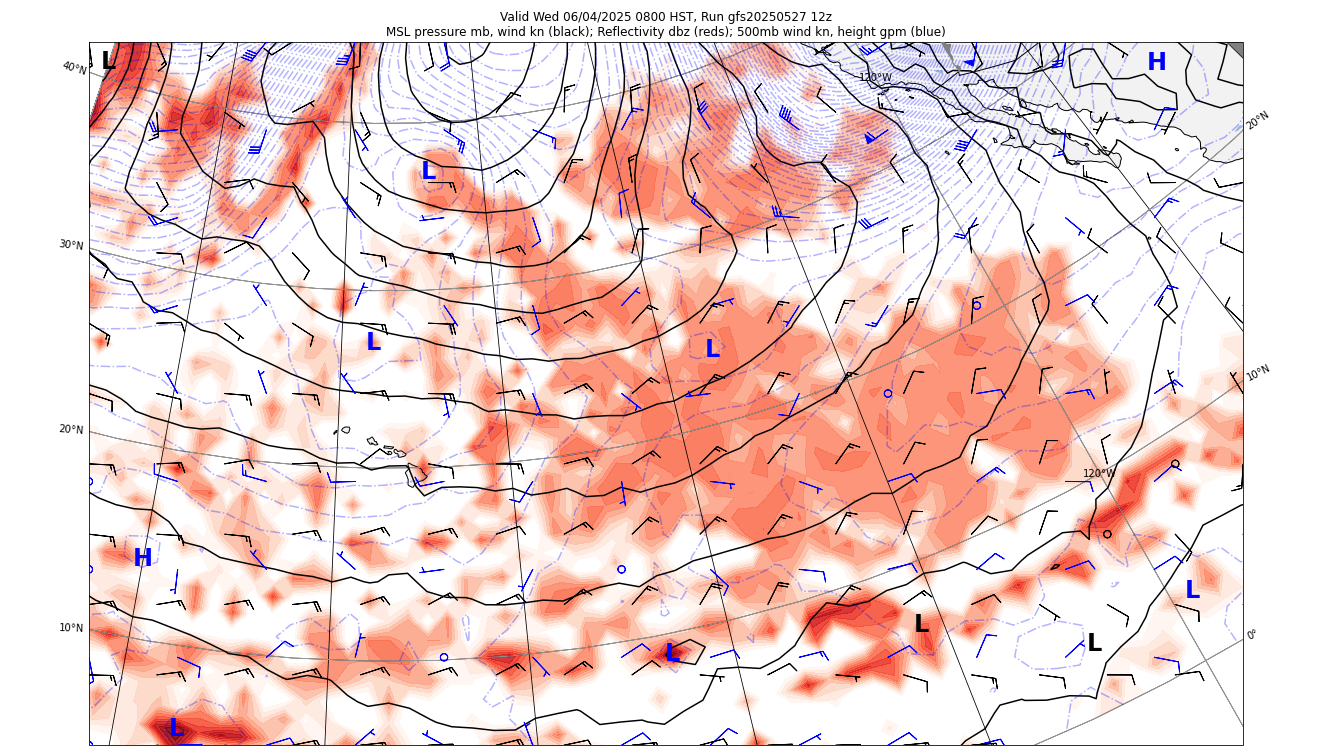 Valid Wed 06/04/2025 0800 HST, Run gfs20250527 12z
MSL pressure mb, wind kn (black); Reflectivity dbz (reds); 500mb wind kn, height gpm (blue)
L
H
40°N
120°W
20°N
L
30°N
L
L
10°N
20°N
120°W
H
L
10°N
L
0°
L
L
L